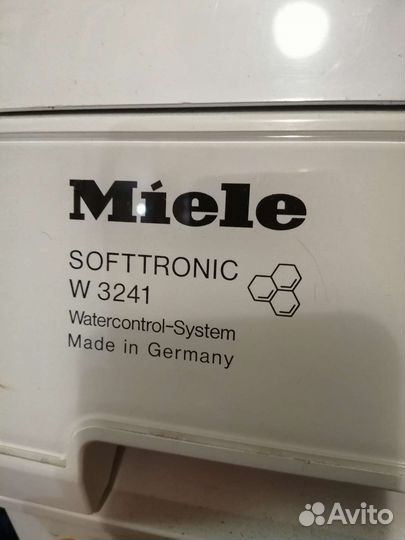 Miele
SOFTTRONIC
W 3241
Watercontrol-System
Made in Germany
Avito